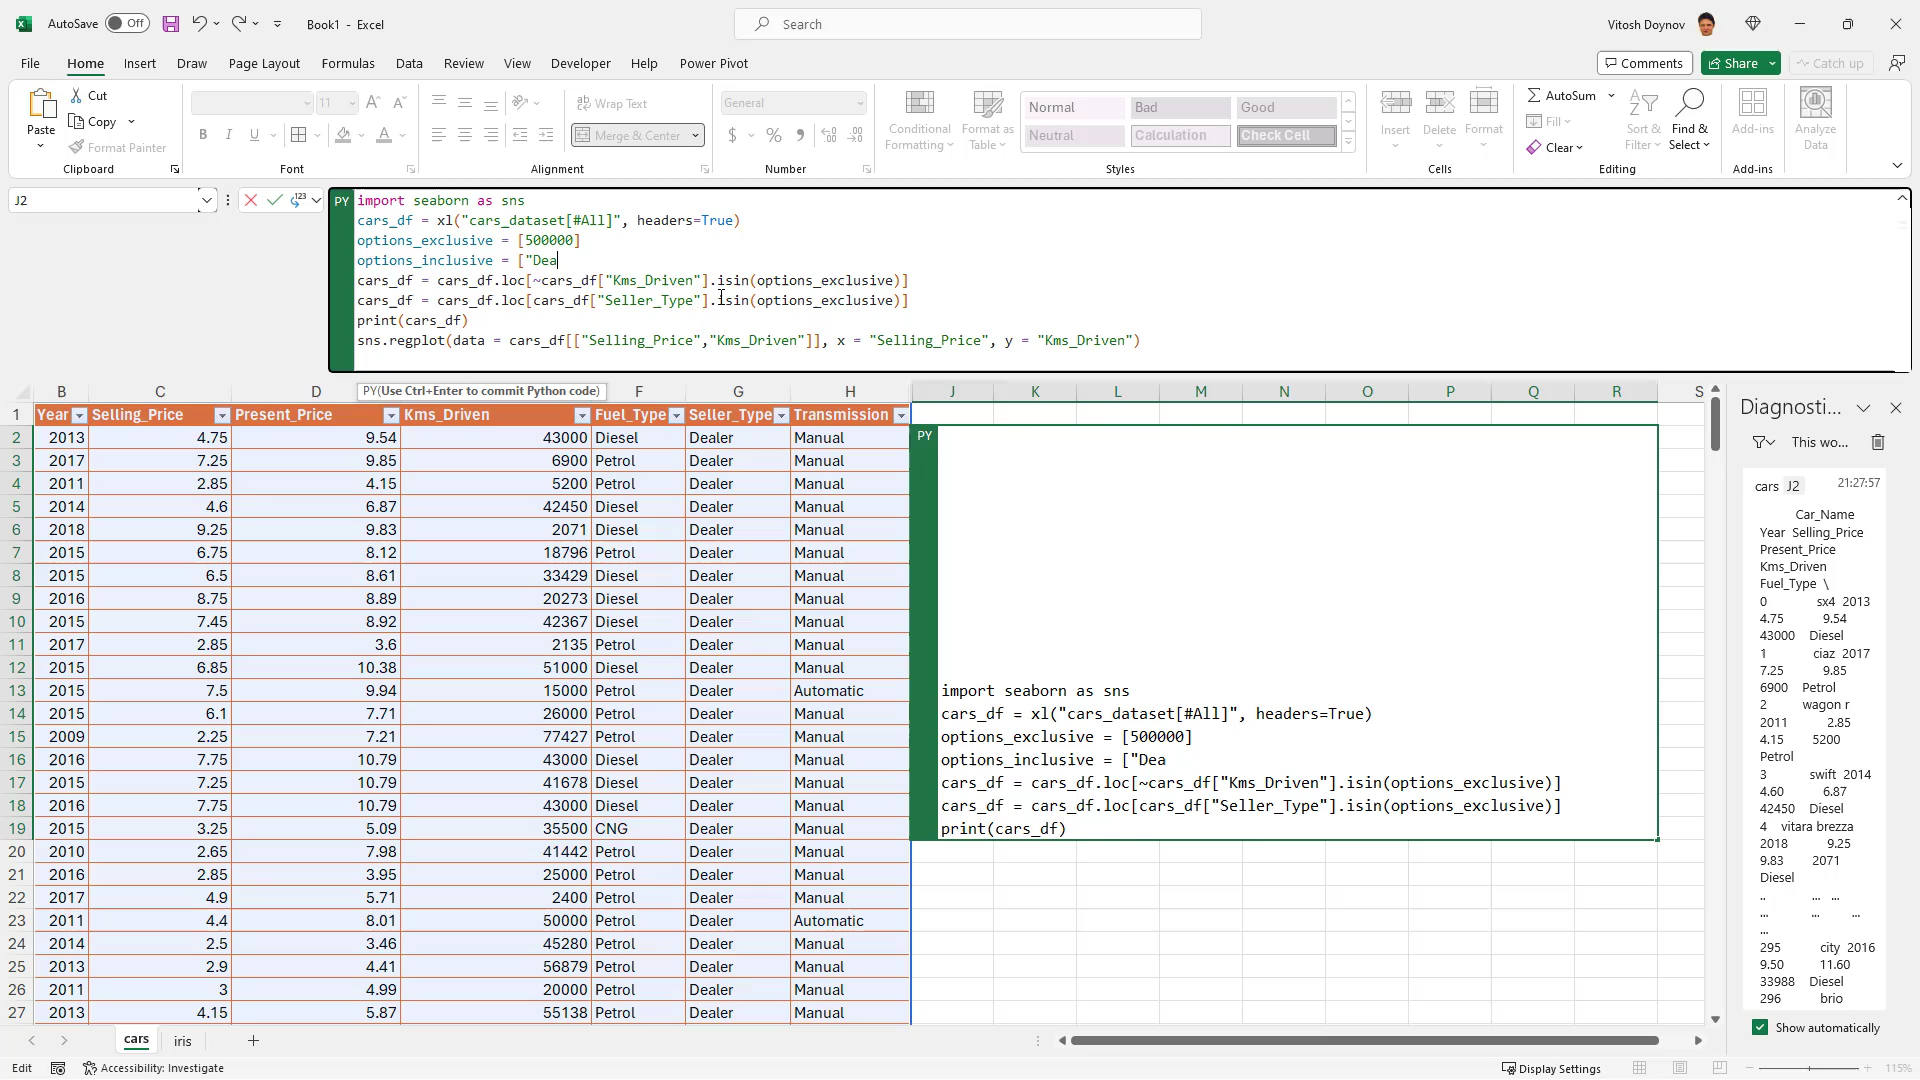 AutoSave Off Book1 - Excel Search Vitosh Doynov
File Home Insert Draw Page Layout Formulas Data Review View Developer Help Power Pivot Comments Share Catch up
Paste Cut Copy Format Painter Clipboard
11 B I U A Font
Wrap Text Merge & Center Alignment
General $ % Number
Conditional Formatting Format as Table
Normal Bad Good
Neutral Calculation Check Cell
Styles
Insert Delete Format Cells
AutoSum Fill Clear Sort & Filter Find & Select Editing
Add-ins Add-ins
Analyze Data
J2 PY
import seaborn as sns
cars_df = xl("cars_dataset[#All]", headers=True)
options_exclusive = [500000]
options_inclusive = ["Dea
cars_df = cars_df.loc[~cars_df["Kms_Driven"].isin(options_exclusive)]
cars_df = cars_df.loc[cars_df["Seller_Type"].isin(options_exclusive)]
print(cars_df)
sns.regplot(data = cars_df[["Selling_Price","Kms_Driven"]], x = "Selling_Price", y = "Kms_Driven")
PY(Use Ctrl+Enter to commit Python code)
B C D F G H J K L M N O P Q R S
1 Year Selling_Price Present_Price Kms_Driven Fuel_Type Seller_Type Transmission
2 2013 4.75 9.54 43000 Diesel Dealer Manual
3 2017 7.25 9.85 6900 Petrol Dealer Manual
4 2011 2.85 4.15 5200 Petrol Dealer Manual
5 2014 4.6 6.87 42450 Diesel Dealer Manual
6 2018 9.25 9.83 2071 Diesel Dealer Manual
7 2015 6.75 8.12 18796 Petrol Dealer Manual
8 2015 6.5 8.61 33429 Diesel Dealer Manual
9 2016 8.75 8.89 20273 Diesel Dealer Manual
10 2015 7.45 8.92 42367 Diesel Dealer Manual
11 2017 2.85 3.6 2135 Petrol Dealer Manual
12 2015 6.85 10.38 51000 Diesel Dealer Manual
13 2015 7.5 9.94 15000 Petrol Dealer Automatic
14 2015 6.1 7.71 26000 Petrol Dealer Manual
15 2009 2.25 7.21 77427 Petrol Dealer Manual
16 2016 7.75 10.79 43000 Diesel Dealer Manual
17 2015 7.25 10.79 41678 Diesel Dealer Manual
18 2016 7.75 10.79 43000 Diesel Dealer Manual
19 2015 3.25 5.09 35500 CNG Dealer Manual
20 2010 2.65 7.98 41442 Petrol Dealer Manual
21 2016 2.85 3.95 25000 Petrol Dealer Manual
22 2017 4.9 5.71 2400 Petrol Dealer Manual
23 2011 4.4 8.01 50000 Petrol Dealer Automatic
24 2014 2.5 3.46 45280 Petrol Dealer Manual
25 2013 2.9 4.41 56879 Petrol Dealer Manual
26 2011 3 4.99 20000 Petrol Dealer Manual
27 2013 4.15 5.87 55138 Petrol Dealer Manual
PY
import seaborn as sns
cars_df = xl("cars_dataset[#All]", headers=True)
options_exclusive = [500000]
options_inclusive = ["Dea
cars_df = cars_df.loc[~cars_df["Kms_Driven"].isin(options_exclusive)]
cars_df = cars_df.loc[cars_df["Seller_Type"].isin(options_exclusive)]
print(cars_df)
Diagnosti...
This wo...
cars J2 21:27:57
Car_Name
Year Selling_Price
Present_Price
Kms_Driven
Fuel_Type \
0 sx4 2013
4.75 9.54
43000 Diesel
1 ciaz 2017
7.25 9.85
6900 Petrol
2 wagon r
2011 2.85
4.15 5200
Petrol
3 swift 2014
4.60 6.87
42450 Diesel
4 vitara brezza
2018 9.25
9.83 2071
Diesel
.. ... ...
... ... ...
...
295 city 2016
9.50 11.60
33988 Diesel
296 brio
Show automatically
cars iris
Edit Accessibility: Investigate Display Settings 115%